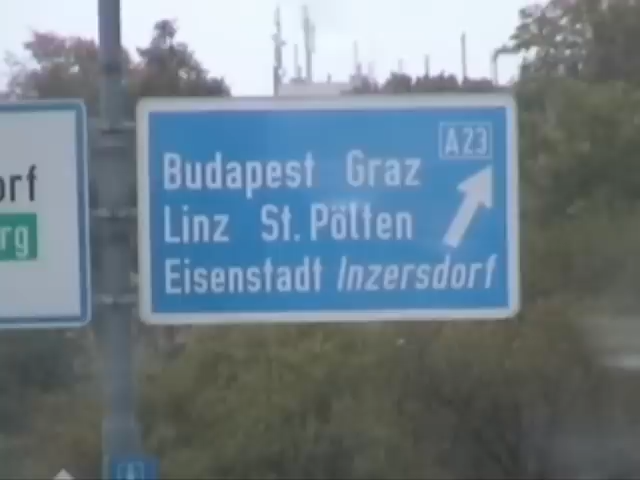 A23
Budapest Graz
Linz St. Pölten
Eisenstadt Inzersdorf
orf
rg